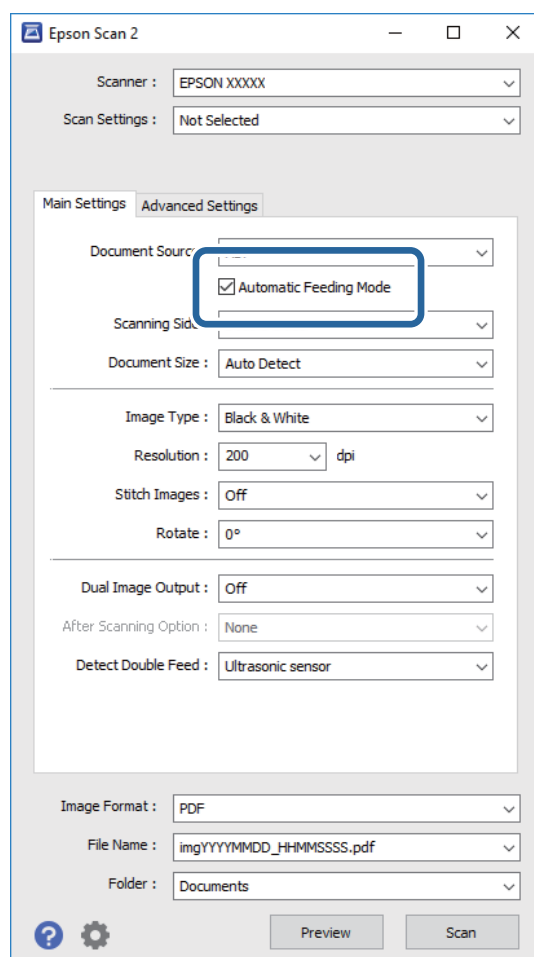 Epson Scan 2
Scanner : EPSON XXXXX
Scan Settings : Not Selected
Main Settings Advanced Settings
Document
Automatic Feeding Mode
Scanning
Document Size : Auto Detect
Image Type : Black & White
Resolution : 200 dpi
Stitch Images : Off
Rotate : 0°
Dual Image Output : Off
After Scanning Option : None
Detect Double Feed : Ultrasonic sensor
Image Format : PDF
File Name : imgYYYYMMDD_HHMMSSSS.pdf
Folder : Documents
? Preview Scan